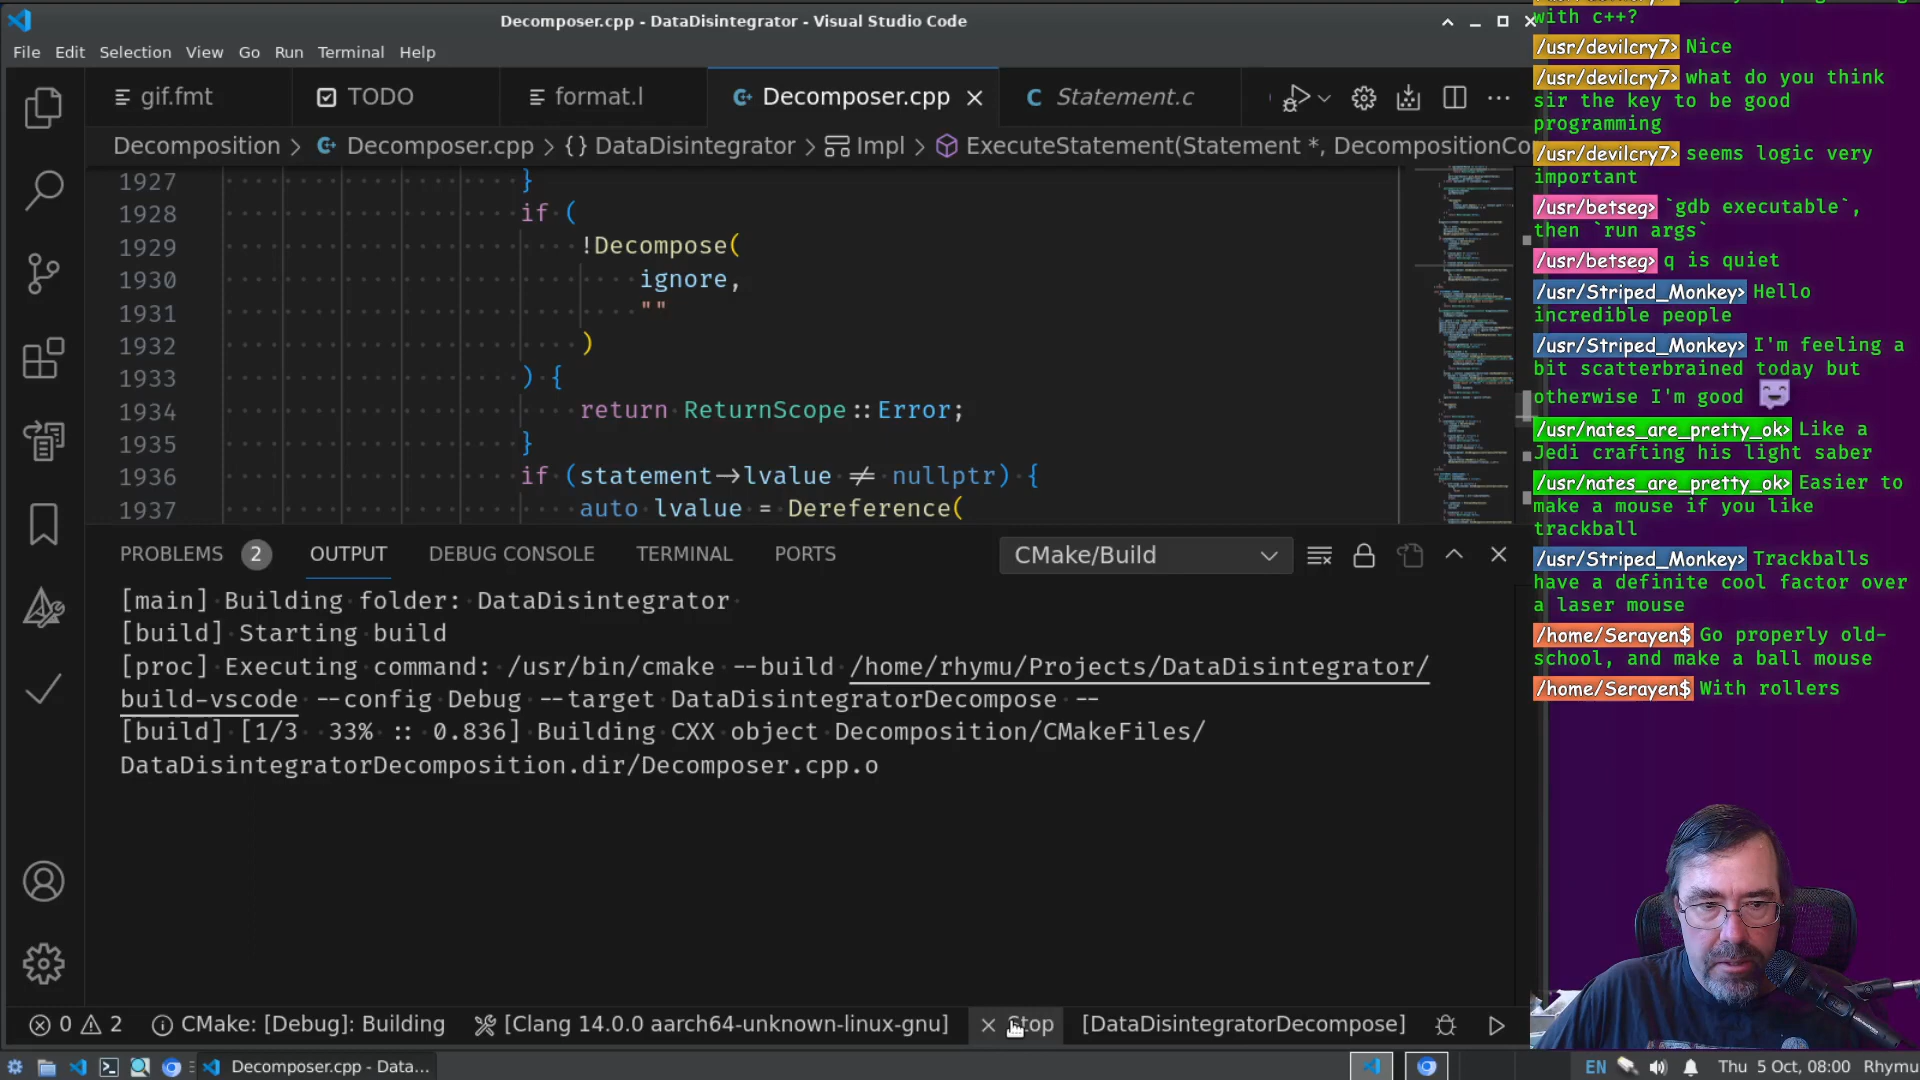 Decomposer.cpp - DataDisintegrator - Visual Studio Code
File Edit Selection View Go Run Terminal Help
gif.fmt TODO format.l Decomposer.cpp Statement.c
Decomposition > Decomposer.cpp > {} DataDisintegrator > Impl > ExecuteStatement(Statement *, DecompositionCo
1927 }
1928 if (
1929 !Decompose(
1930 ignore,
1931 ""
1932 )
1933 ) {
1934 return ReturnScope::Error;
1935 }
1936 if (statement→lvalue ≠ nullptr) {
1937 auto lvalue = Dereference(
PROBLEMS 2 OUTPUT DEBUG CONSOLE TERMINAL PORTS CMake/Build
[main] Building folder: DataDisintegrator
[build] Starting build
[proc] Executing command: /usr/bin/cmake --build /home/rhymu/Projects/DataDisintegrator/
build-vscode --config Debug --target DataDisintegratorDecompose --
[build] [1/3 33% :: 0.836] Building CXX object Decomposition/CMakeFiles/
DataDisintegratorDecomposition.dir/Decomposer.cpp.o
0 2 CMake: [Debug]: Building [Clang 14.0.0 aarch64-unknown-linux-gnu] Stop [DataDisintegratorDecompose]
Decomposer.cpp - Data... EN Thu 5 Oct, 08:00 Rhymu
with c++?
/usr/devilcry7> Nice
/usr/devilcry7> what do you think
sir the key to be good
programming
/usr/devilcry7> seems logic very
important
/usr/betseg> `gdb executable`,
then `run args`
/usr/betseg> q is quiet
/usr/Striped_Monkey> Hello
incredible people
/usr/Striped_Monkey> I'm feeling a
bit scatterbrained today but
otherwise I'm good
/usr/nates_are_pretty_ok> Like a
Jedi crafting his light saber
/usr/nates_are_pretty_ok> Easier to
make a mouse if you like
trackball
/usr/Striped_Monkey> Trackballs
have a definite cool factor over
a laser mouse
/home/Serayen$ Go properly old-
school, and make a ball mouse
/home/Serayen$ With rollers